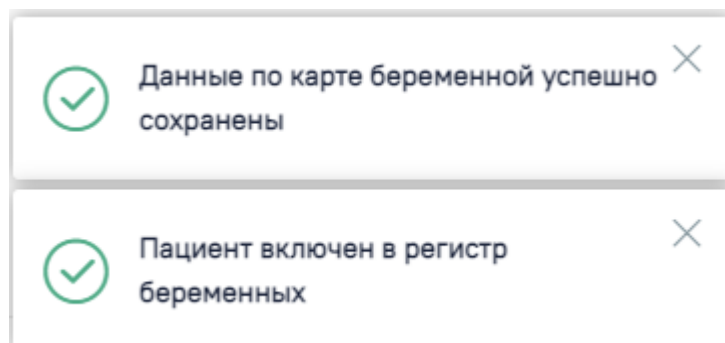 Данные по карте беременной успешно
сохранены
Пациент включен в регистр
беременных